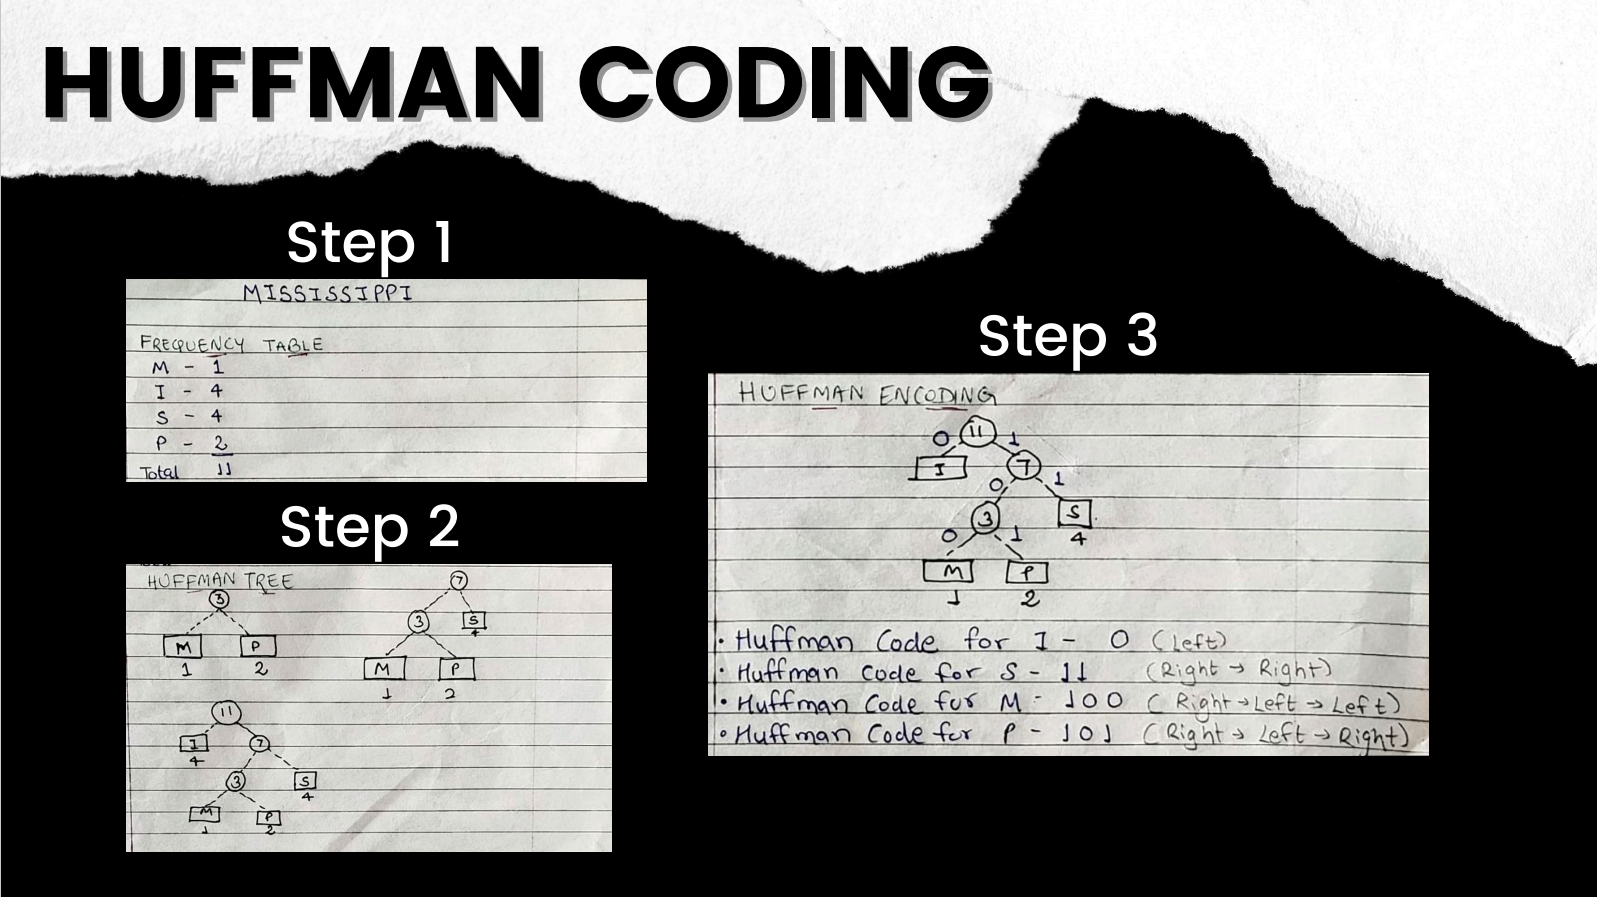 HUFFMAN CODING
Step 1
MISSISSIPPI
FREQUENCY TABLE
M - 1
I - 4
S - 4
P - 2
Total 11
Step 2
HUFFMAN TREE
3
M P
1 2
7
3 S
4
M P
1 2
11
I 7
4
3 S
4
M P
1 2
Step 3
HUFFMAN ENCODING
0 11 1
I 7
0 1
3 S
0 1 4
M P
1 2
• Huffman Code for I - 0 (Left)
• Huffman Code for S - 11 (Right → Right)
• Huffman Code for M - 100 (Right → Left → Left)
• Huffman Code for P - 101 (Right → Left → Right)